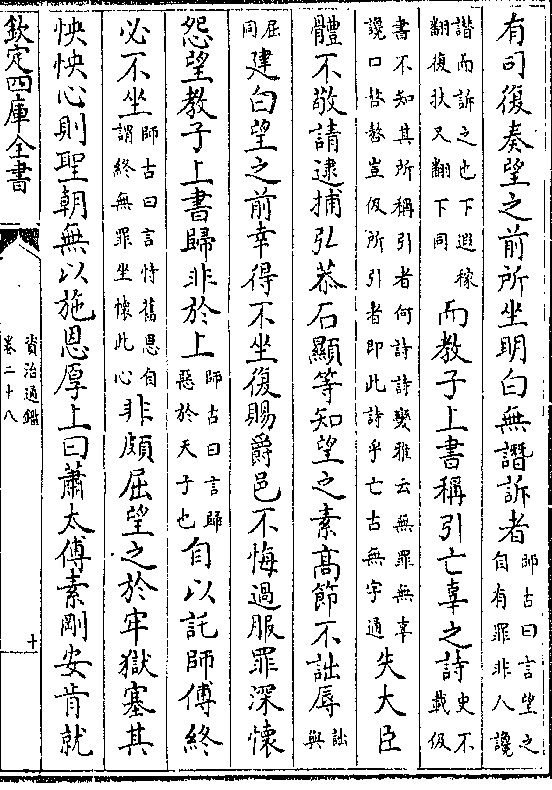 有司復奏望之前所坐明白無譖訴者師古曰言望之自有罪非人讒
譖而訴之也下遐稼翻復扶又翻下同而教子上書稱引亡辜之詩史不載伋
書不知其所稱引者何詩詩變雅云無罪無辜讒口嗸嗸豈伋所引者即此詩乎亡古無字通失大臣
體不敬請逮捕弘恭石顯等知望之素髙節不詘辱詘與
屈同建白望之前幸得不坐復賜爵邑不悔過服罪深懷
怨望教子上書歸非於上師古曰言歸惡於天子也自以託師傅終
必不坐師古曰言恃舊恩自謂終無罪坐懷此心非頗屈望之於牢獄塞其
怏怏心則聖朝無以施恩厚上曰蕭太傅素剛安肯就
欽定四庫全書
資治通鑑
卷二十八
十